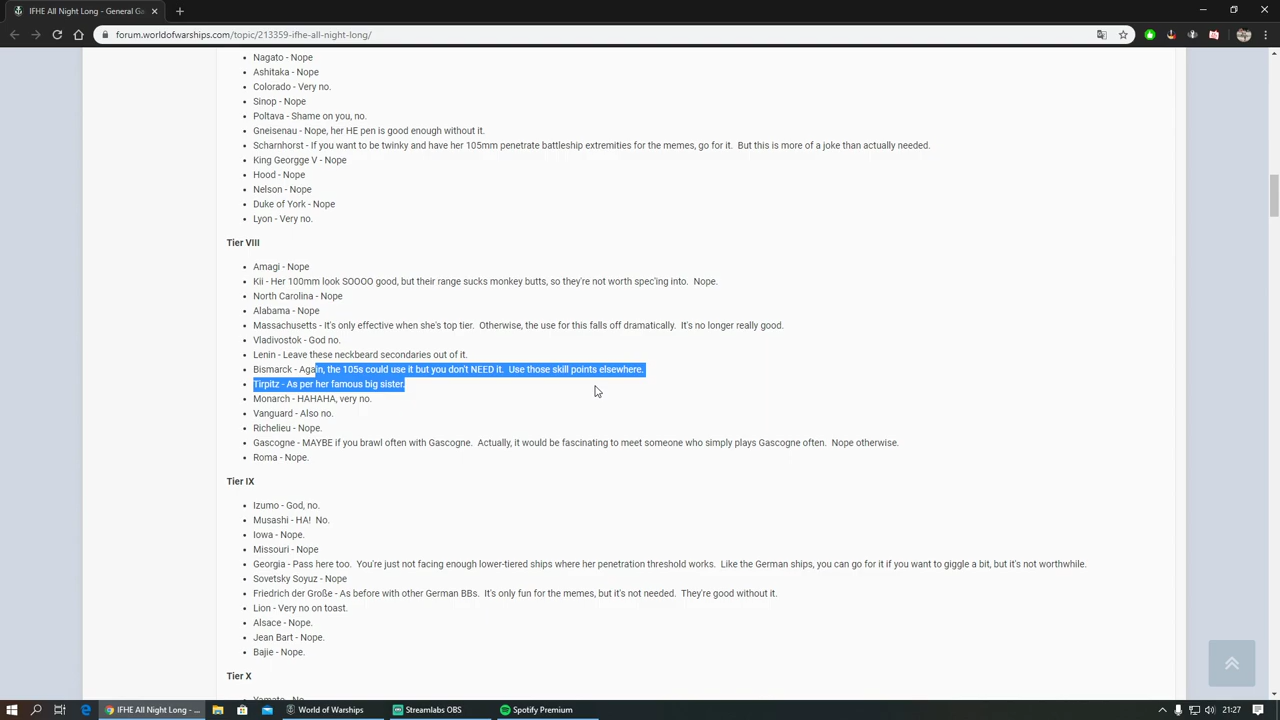 IFHE All Night Long - General Ga
forum.worldofwarships.com/topic/213359-ifhe-all-night-long/
Nagato - Nope
Ashitaka - Nope
Colorado - Very no.
Sinop - Nope
Poltava - Shame on you, no.
Gneisenau - Nope, her HE pen is good enough without it.
Scharnhorst - If you want to be twinky and have her 105mm penetrate battleship extremities for the memes, go for it.  But this is more of a joke than actually needed.
King Georgge V - Nope
Hood - Nope
Nelson - Nope
Duke of York - Nope
Lyon - Very no.
Tier VIII
Amagi - Nope
Kii - Her 100mm look SOOOO good, but their range sucks monkey butts, so they're not worth spec'ing into.  Nope.
North Carolina - Nope
Alabama - Nope
Massachusetts - It's only effective when she's top tier.  Otherwise, the use for this falls off dramatically.  It's no longer really good.
Vladivostok - God no.
Lenin - Leave these neckbeard secondaries out of it.
Bismarck - Again, the 105s could use it but you don't NEED it.  Use those skill points elsewhere.
Tirpitz - As per her famous big sister.
Monarch - HAHAHA, very no.
Vanguard - Also no.
Richelieu - Nope.
Gascogne - MAYBE if you brawl often with Gascogne.  Actually, it would be fascinating to meet someone who simply plays Gascogne often.  Nope otherwise.
Roma - Nope.
Tier IX
Izumo - God, no.
Musashi - HA!  No.
Iowa - Nope.
Missouri - Nope
Georgia - Pass here too.  You're just not facing enough lower-tiered ships where her penetration threshold works.  Like the German ships, you can go for it if you want to giggle a bit, but it's not worthwhile.
Sovetsky Soyuz - Nope
Friedrich der Große - As before with other German BBs.  It's only fun for the memes, but it's not needed.  They're good without it.
Lion - Very no on toast.
Alsace - Nope.
Jean Bart - Nope.
Bajie - Nope.
Tier X
Yamato - No
IFHE All Night Long - ...
World of Warships
Streamlabs OBS
Spotify Premium
21:27